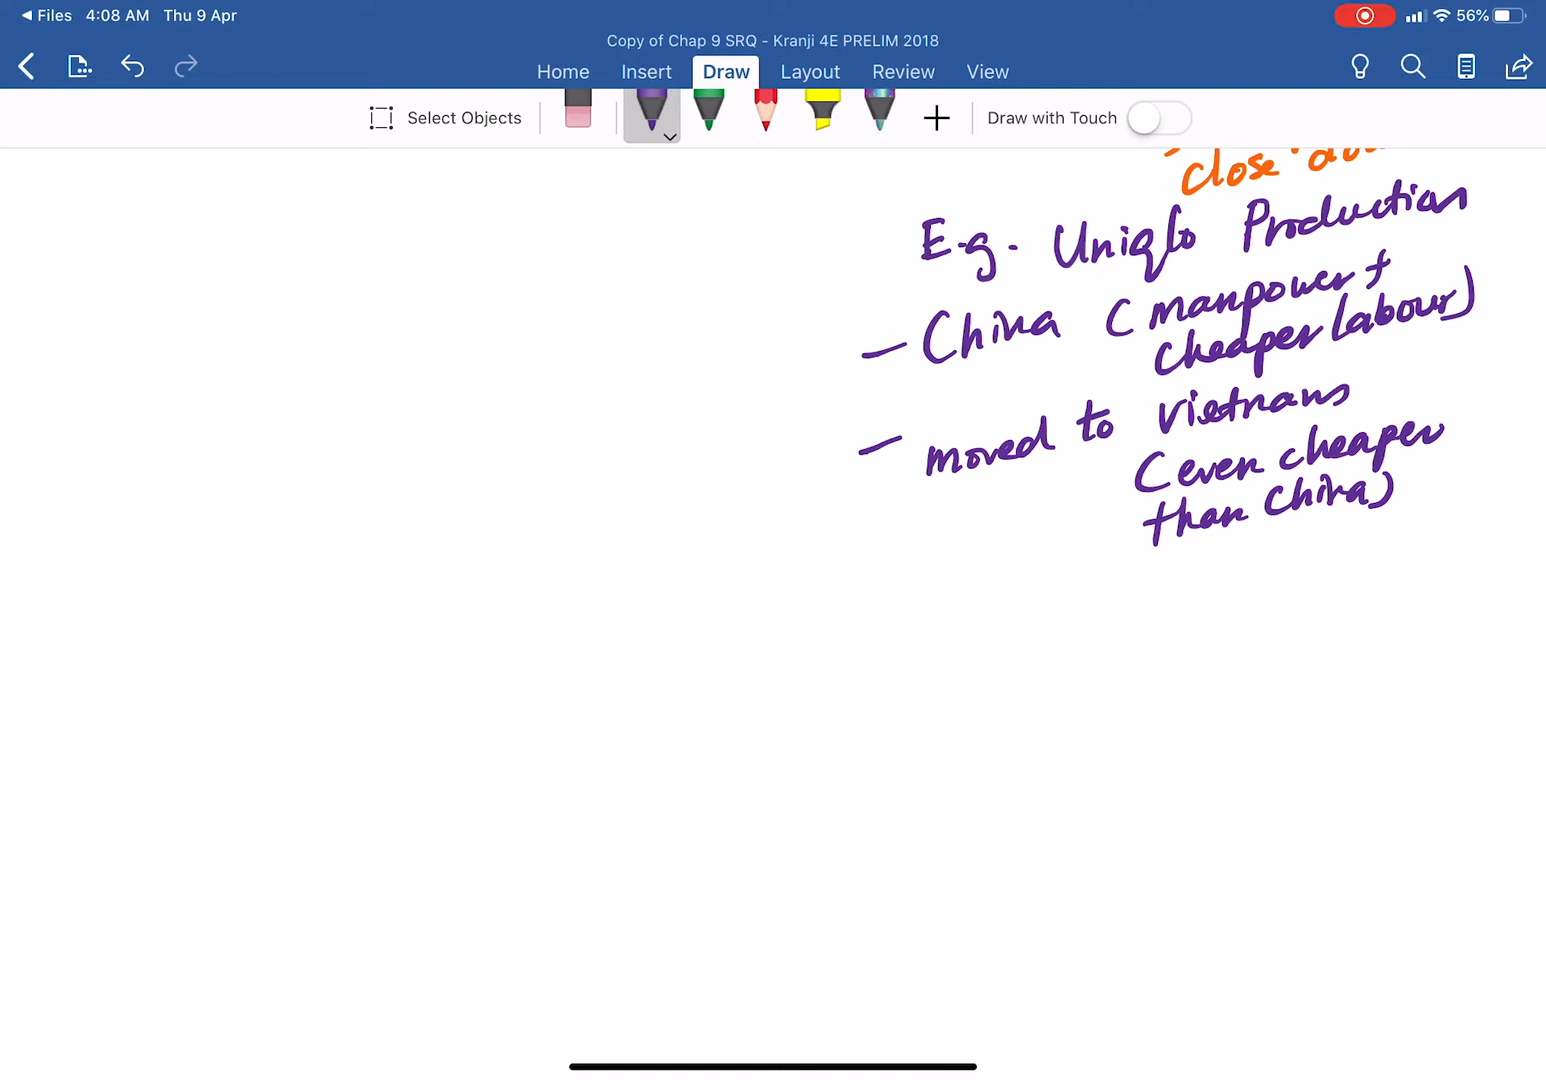 Files 4:08 AM Thu 9 Apr 56%
Copy of Chap 9 SRQ - Kranji 4E PRELIM 2018
Home Insert Draw Layout Review View
Select Objects Draw with Touch
close
E.g. Uniqlo Production
- China (manpower +
cheaper labour)
- moved to Vietnam
(even cheaper
than China)